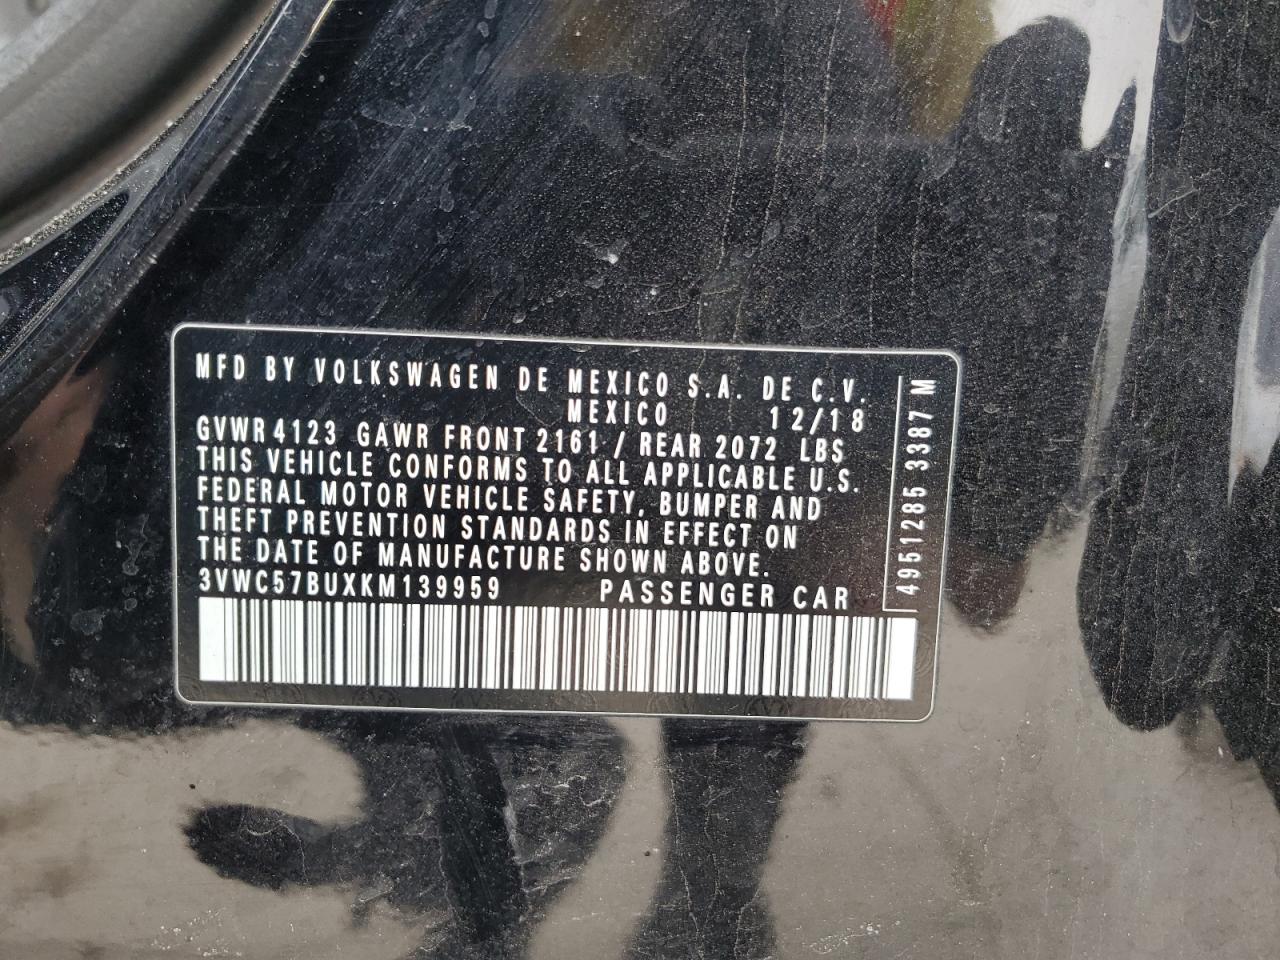 MFD BY VOLKSWAGEN DE MEXICO S.A. DE C.V.
MEXICO 12/18
GVWR 4123 GAWR FRONT 2161 / REAR 2072 LBS
THIS VEHICLE CONFORMS TO ALL APPLICABLE U.S.
FEDERAL MOTOR VEHICLE SAFETY, BUMPER AND
THEFT PREVENTION STANDARDS IN EFFECT ON
THE DATE OF MANUFACTURE SHOWN ABOVE.
3VWC57BUXKM139959 PASSENGER CAR
4951285 3387 M